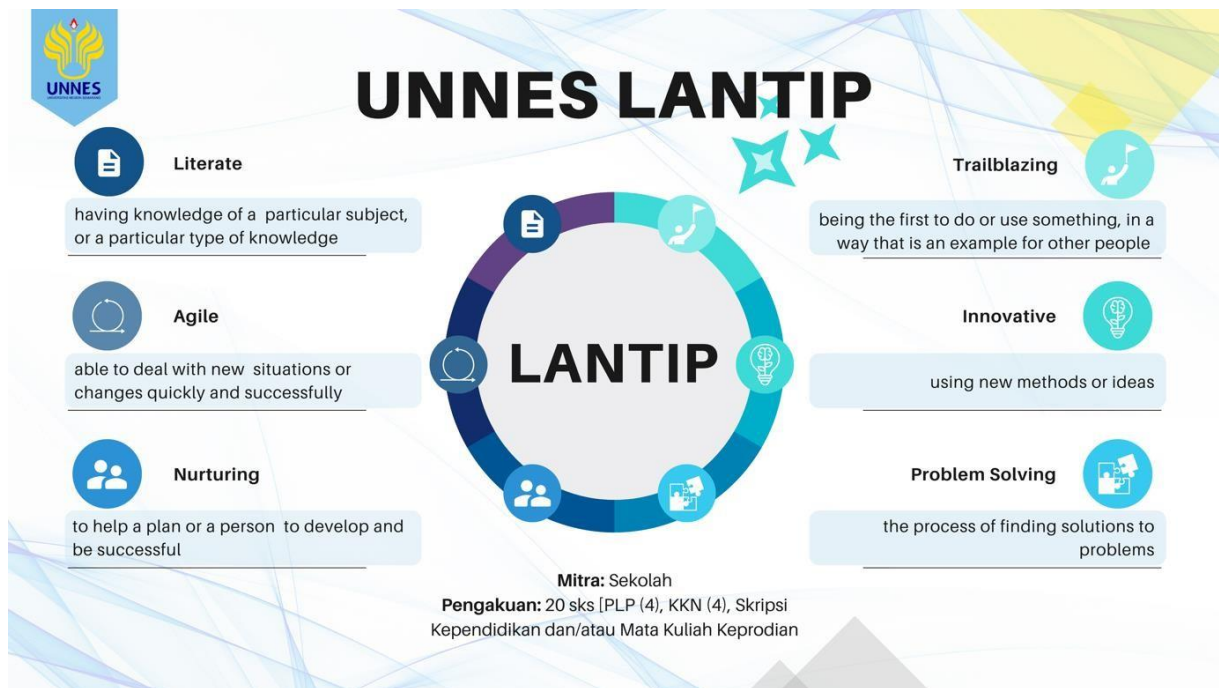 UNNES
UNIVERSITAS NEGERI SEMARANG
UNNES LANTIP
Literate
having knowledge of a particular subject,
or a particular type of knowledge
Agile
able to deal with new situations or
changes quickly and successfully
Nurturing
to help a plan or a person to develop and
be successful
LANTIP
Trailblazing
being the first to do or use something, in a
way that is an example for other people
Innovative
using new methods or ideas
Problem Solving
the process of finding solutions to
problems
Mitra: Sekolah
Pengakuan: 20 sks [PLP (4), KKN (4), Skripsi
Kependidikan dan/atau Mata Kuliah Keprodian